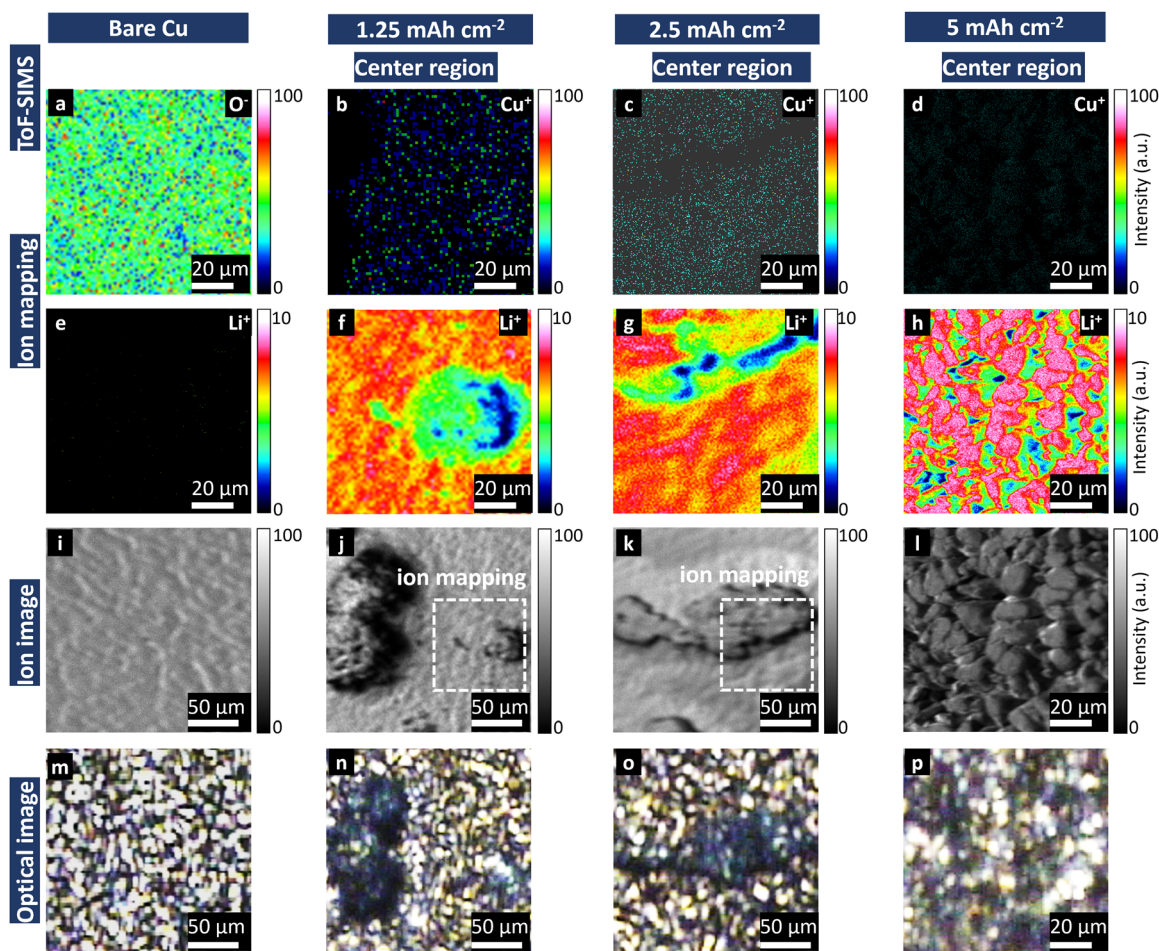 Bare Cu
1.25 mAh cm⁻²
2.5 mAh cm⁻²
5 mAh cm⁻²
Center region
Center region
Center region
ToF-SIMS
Ion mapping
a
O⁻
20 µm
100
0
b
Cu⁺
20 µm
100
0
c
Cu⁺
20 µm
100
0
d
Cu⁺
20 µm
100
0
Intensity (a.u.)
e
Li⁺
20 µm
10
0
f
Li⁺
20 µm
10
0
g
Li⁺
20 µm
10
0
h
Li⁺
20 µm
10
0
Intensity (a.u.)
Ion image
i
50 µm
100
0
j
ion mapping
50 µm
100
0
k
ion mapping
50 µm
100
0
l
20 µm
100
0
Intensity (a.u.)
Optical image
m
50 µm
n
50 µm
o
50 µm
p
20 µm